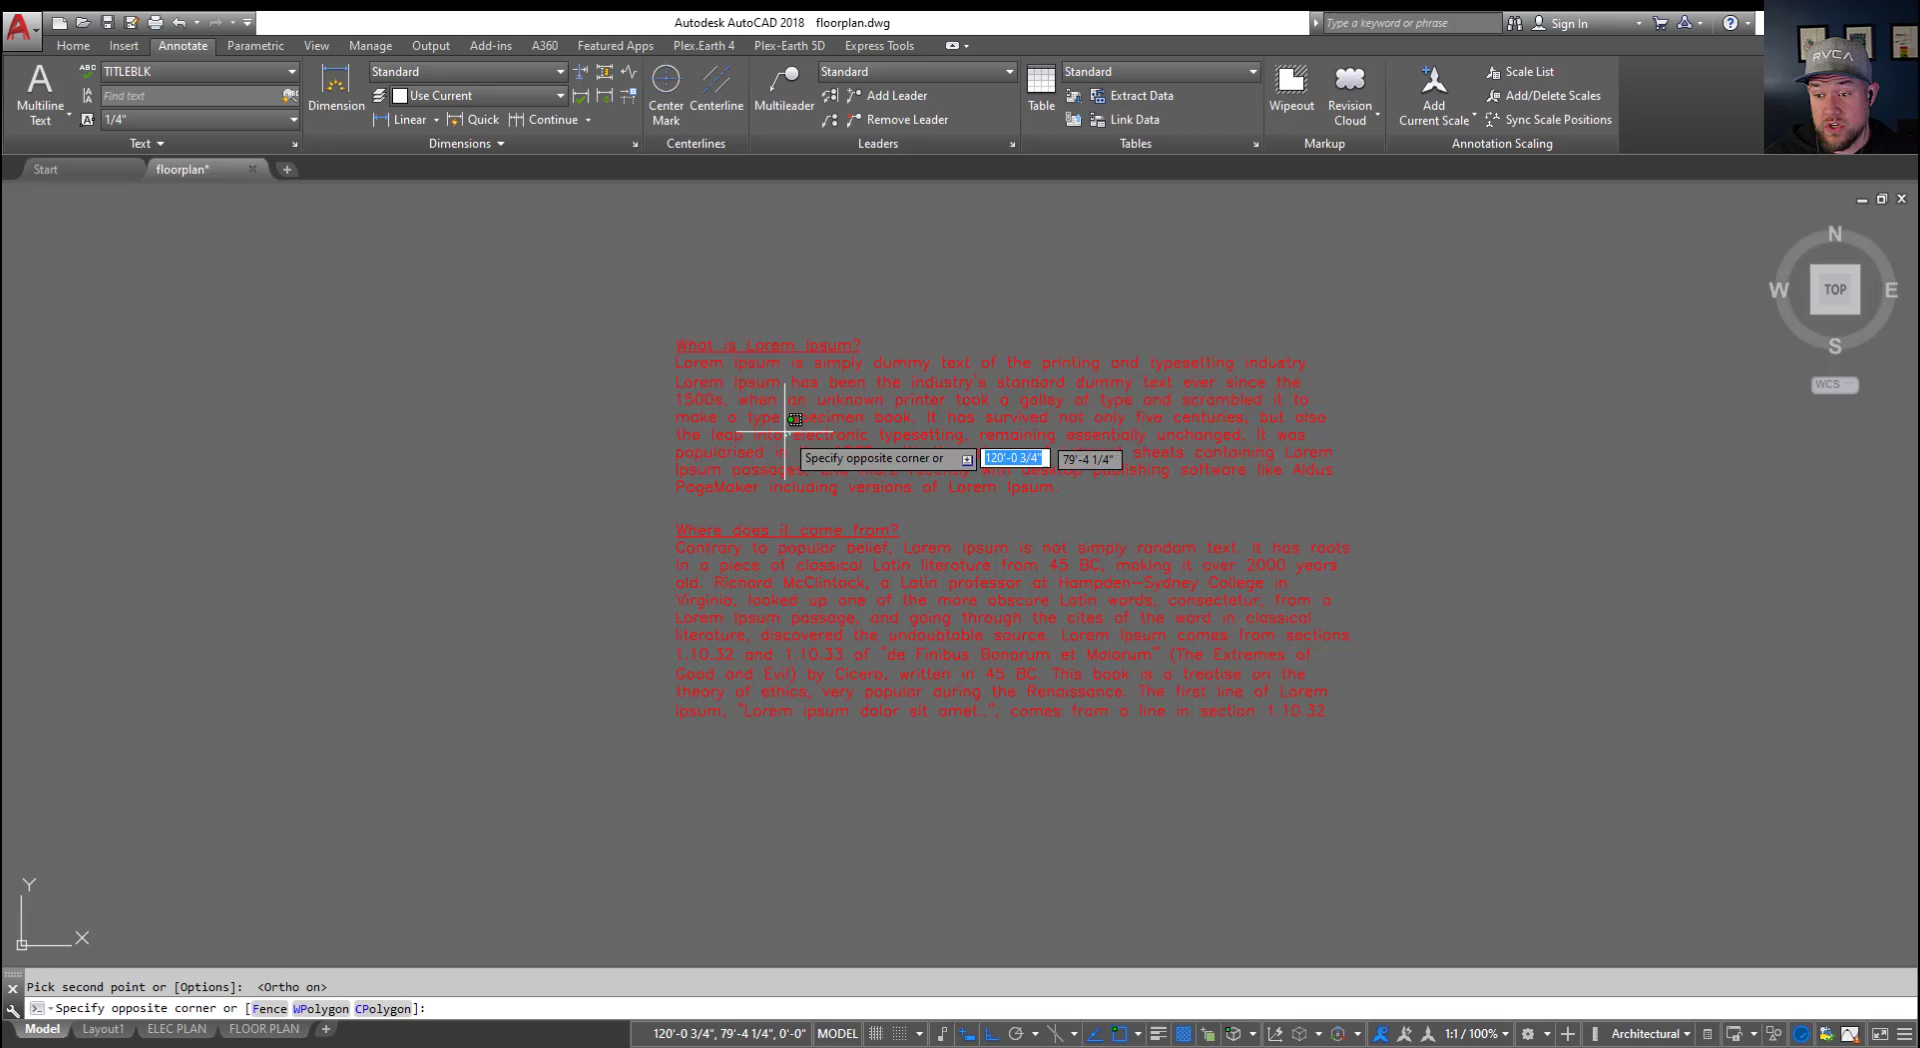 Autodesk AutoCAD 2018 floorplan.dwg
Type a keyword or phrase
Sign In
Home Insert Annotate Parametric View Manage Output Add-ins A360 Featured Apps Plex.Earth 4 Plex-Earth 5D Express Tools
A
Multiline
Text
ABC
TITLEBLK
Find text
1/4"
Text
Dimension
Standard
Use Current
Linear Quick Continue
Dimensions
Center
Mark
Centerline
Centerlines
Multileader
Standard
Add Leader
Remove Leader
Leaders
Table
Standard
Extract Data
Link Data
Tables
Wipeout
Revision
Cloud
Markup
Add
Current Scale
Scale List
Add/Delete Scales
Sync Scale Positions
Annotation Scaling
RVCA
Start
floorplan*
N
W TOP E
S
WCS
What is Lorem Ipsum?
Lorem Ipsum is simply dummy text of the printing and typesetting industry
Lorem Ipsum has been the industry's standard dummy text ever since the
1500s, when an unknown printer took a galley of type and scrambled it to
make a type specimen book. It has survived not only five centuries, but also
the leap into electronic typesetting, remaining essentially unchanged. It was
popularised in sheets containing Lorem
Ipsum passages, and more recently with desktop publishing software like Aldus
PageMaker including versions of Lorem Ipsum.
Specify opposite corner or 120'-0 3/4" 79'-4 1/4"
Where does it come from?
Contrary to popular belief, Lorem Ipsum is not simply random text. It has roots
in a piece of classical Latin literature from 45 BC, making it over 2000 years
old. Richard McClintock, a Latin professor at Hampden-Sydney College in
Virginia, looked up one of the more obscure Latin words, consectetur, from a
Lorem Ipsum passage, and going through the cites of the word in classical
literature, discovered the undoubtable source. Lorem Ipsum comes from sections
1.10.32 and 1.10.33 of "de Finibus Bonorum et Malorum" (The Extremes of
Good and Evil) by Cicero, written in 45 BC. This book is a treatise on the
theory of ethics, very popular during the Renaissance. The first line of Lorem
Ipsum, "Lorem ipsum dolor sit amet..", comes from a line in section 1.10.32
Y
X
Pick second point or [Options]: <Ortho on>
Specify opposite corner or [Fence WPolygon CPolygon]:
Model Layout1 ELEC PLAN FLOOR PLAN
120'-0 3/4", 79'-4 1/4", 0'-0" MODEL 1:1 / 100% Architectural